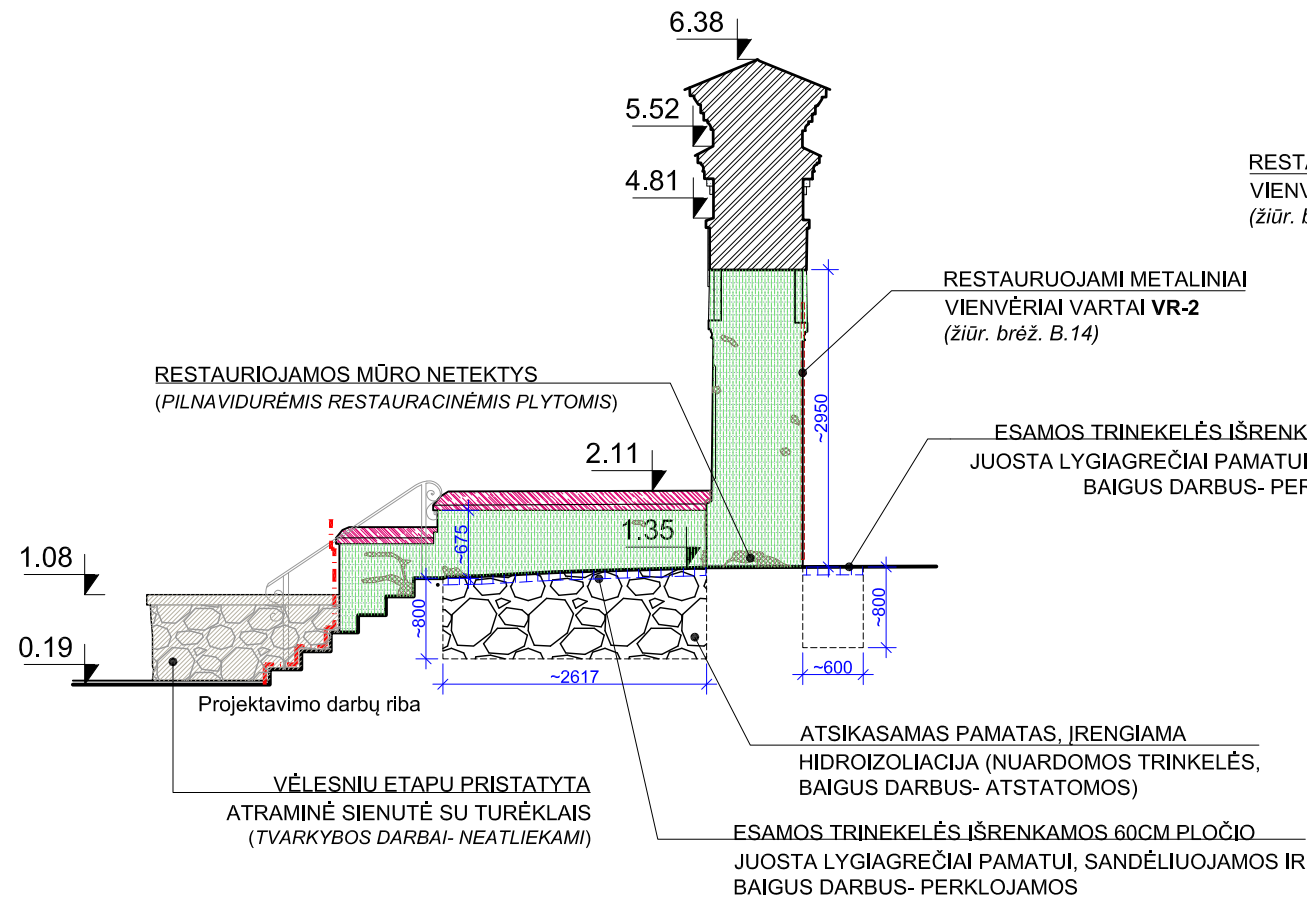 6.38
5.52
4.81
RESTA
VIENV
(žiūr. b
RESTAURUOJAMI METALINIAI
VIENVĖRIAI VARTAI VR-2
(žiūr. brėž. B.14)
RESTAURIOJAMOS MŪRO NETEKTYS
(PILNAVIDURĖMIS RESTAURACINĖMIS PLYTOMIS)
~2950
ESAMOS TRINEKELĖS IŠRENK
JUOSTA LYGIAGREČIAI PAMATUI
BAIGUS DARBUS- PER
2.11
1.35
~675
1.08
~800
~800
0.19
~2617
~600
Projektavimo darbų riba
ATSIKASAMAS PAMATAS, ĮRENGIAMA
HIDROIZOLIACIJA (NUARDOMOS TRINKELĖS,
BAIGUS DARBUS- ATSTATOMOS)
VĖLESNIU ETAPU PRISTATYTA
ATRAMINĖ SIENUTĖ SU TURĖKLAIS
(TVARKYBOS DARBAI- NEATLIEKAMI)
ESAMOS TRINEKELĖS IŠRENKAMOS 60CM PLOČIO
JUOSTA LYGIAGREČIAI PAMATUI, SANDĖLIUOJAMOS IR
BAIGUS DARBUS- PERKLOJAMOS